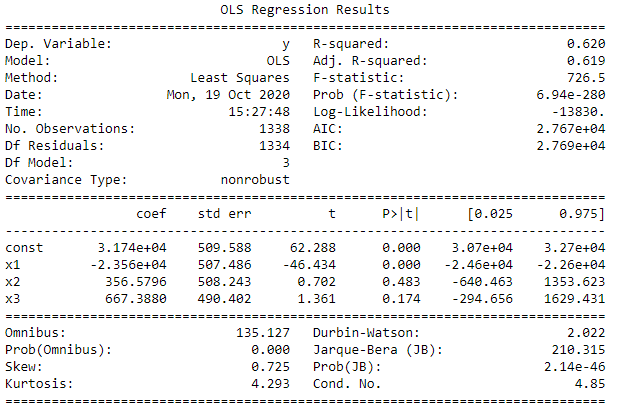 OLS Regression Results
==============================================================================
Dep. Variable:                      y   R-squared:                       0.620
Model:                            OLS   Adj. R-squared:                  0.619
Method:                 Least Squares   F-statistic:                     726.5
Date:                Mon, 19 Oct 2020   Prob (F-statistic):          6.94e-280
Time:                        15:27:48   Log-Likelihood:                -13830.
No. Observations:                1338   AIC:                         2.767e+04
Df Residuals:                    1334   BIC:                         2.769e+04
Df Model:                           3
Covariance Type:            nonrobust
==============================================================================
                 coef    std err          t      P>|t|      [0.025      0.975]
------------------------------------------------------------------------------
const       3.174e+04    509.588     62.288      0.000    3.07e+04    3.27e+04
x1         -2.356e+04    507.486    -46.434      0.000   -2.46e+04   -2.26e+04
x2           356.5796    508.243      0.702      0.483    -640.463    1353.623
x3           667.3880    490.402      1.361      0.174    -294.656    1629.431
==============================================================================
Omnibus:                      135.127   Durbin-Watson:                   2.022
Prob(Omnibus):                  0.000   Jarque-Bera (JB):              210.315
Skew:                           0.725   Prob(JB):                     2.14e-46
Kurtosis:                       4.293   Cond. No.                         4.85
==============================================================================